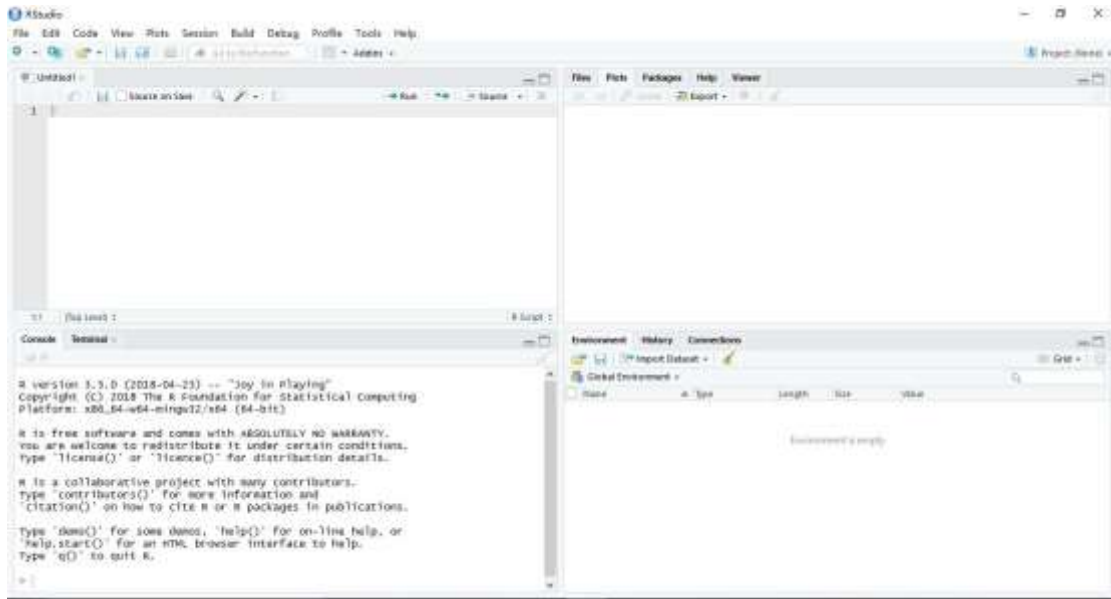 RStudio
File Edit Code View Plots Session Build Debug Profile Tools Help
Addins
Project: (None)
Untitled1
Source on Save
Run
Source
1
1:1
(Top Level)
R Script
Console Terminal
R version 3.5.0 (2018-04-23) -- "Joy in Playing"
Copyright (C) 2018 The R Foundation for Statistical Computing
Platform: x86_64-w64-mingw32/x64 (64-bit)
R is free software and comes with ABSOLUTELY NO WARRANTY.
You are welcome to redistribute it under certain conditions.
Type 'license()' or 'licence()' for distribution details.
R is a collaborative project with many contributors.
Type 'contributors()' for more information and
'citation()' on how to cite R or R packages in publications.
Type 'demo()' for some demos, 'help()' for on-line help, or
'help.start()' for an HTML browser interface to help.
Type 'q()' to quit R.
>
Files Plots Packages Help Viewer
Export
Environment History Connections
Import Dataset
Grid
Global Environment
Name Type Length Size Value
Environment is empty